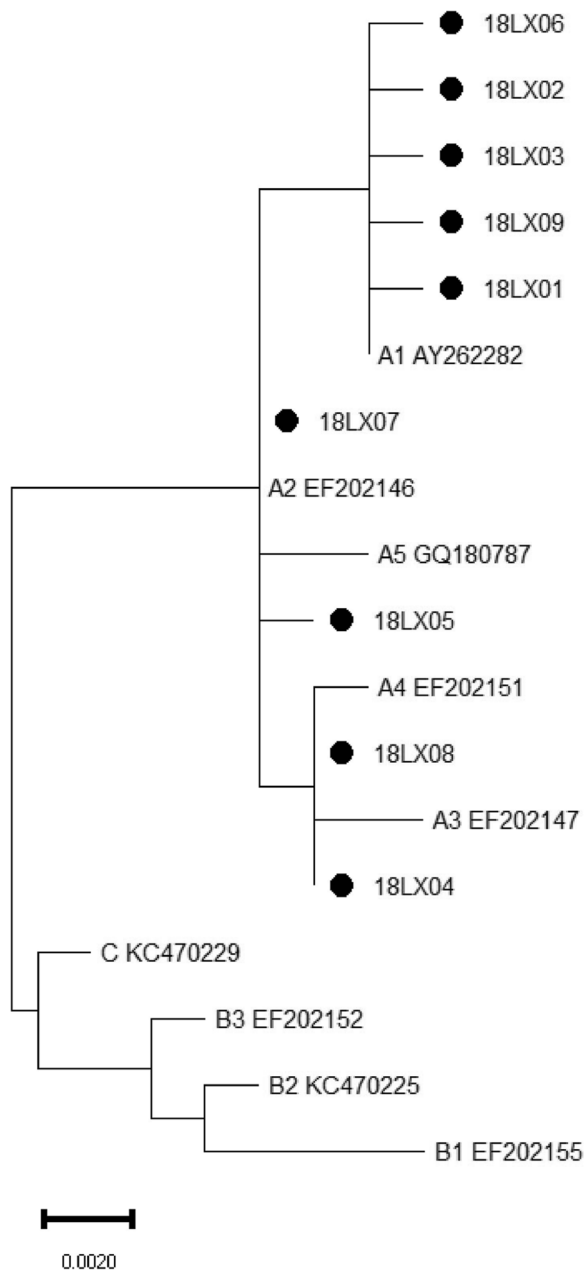 18LX06
18LX02
18LX03
18LX09
18LX01
A1 AY262282
18LX07
A2 EF202146
A5 GQ180787
18LX05
A4 EF202151
18LX08
A3 EF202147
18LX04
C KC470229
B3 EF202152
B2 KC470225
B1 EF202155
0.0020